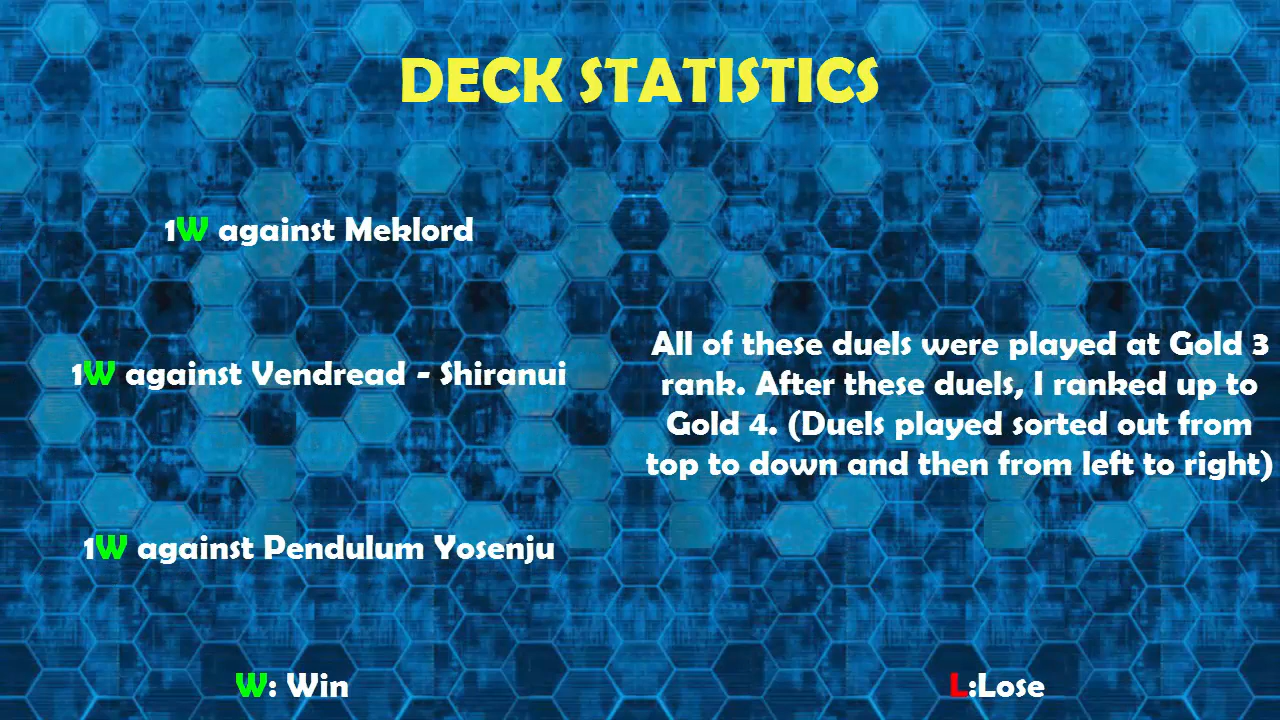 DECK STATISTICS
1W against Meklord
1W against Vendread - Shiranui
1W against Pendulum Yosenju
All of these duels were played at Gold 3
rank. After these duels, I ranked up to
Gold 4. (Duels played sorted out from
top to down and then from left to right)
W: Win
L:Lose